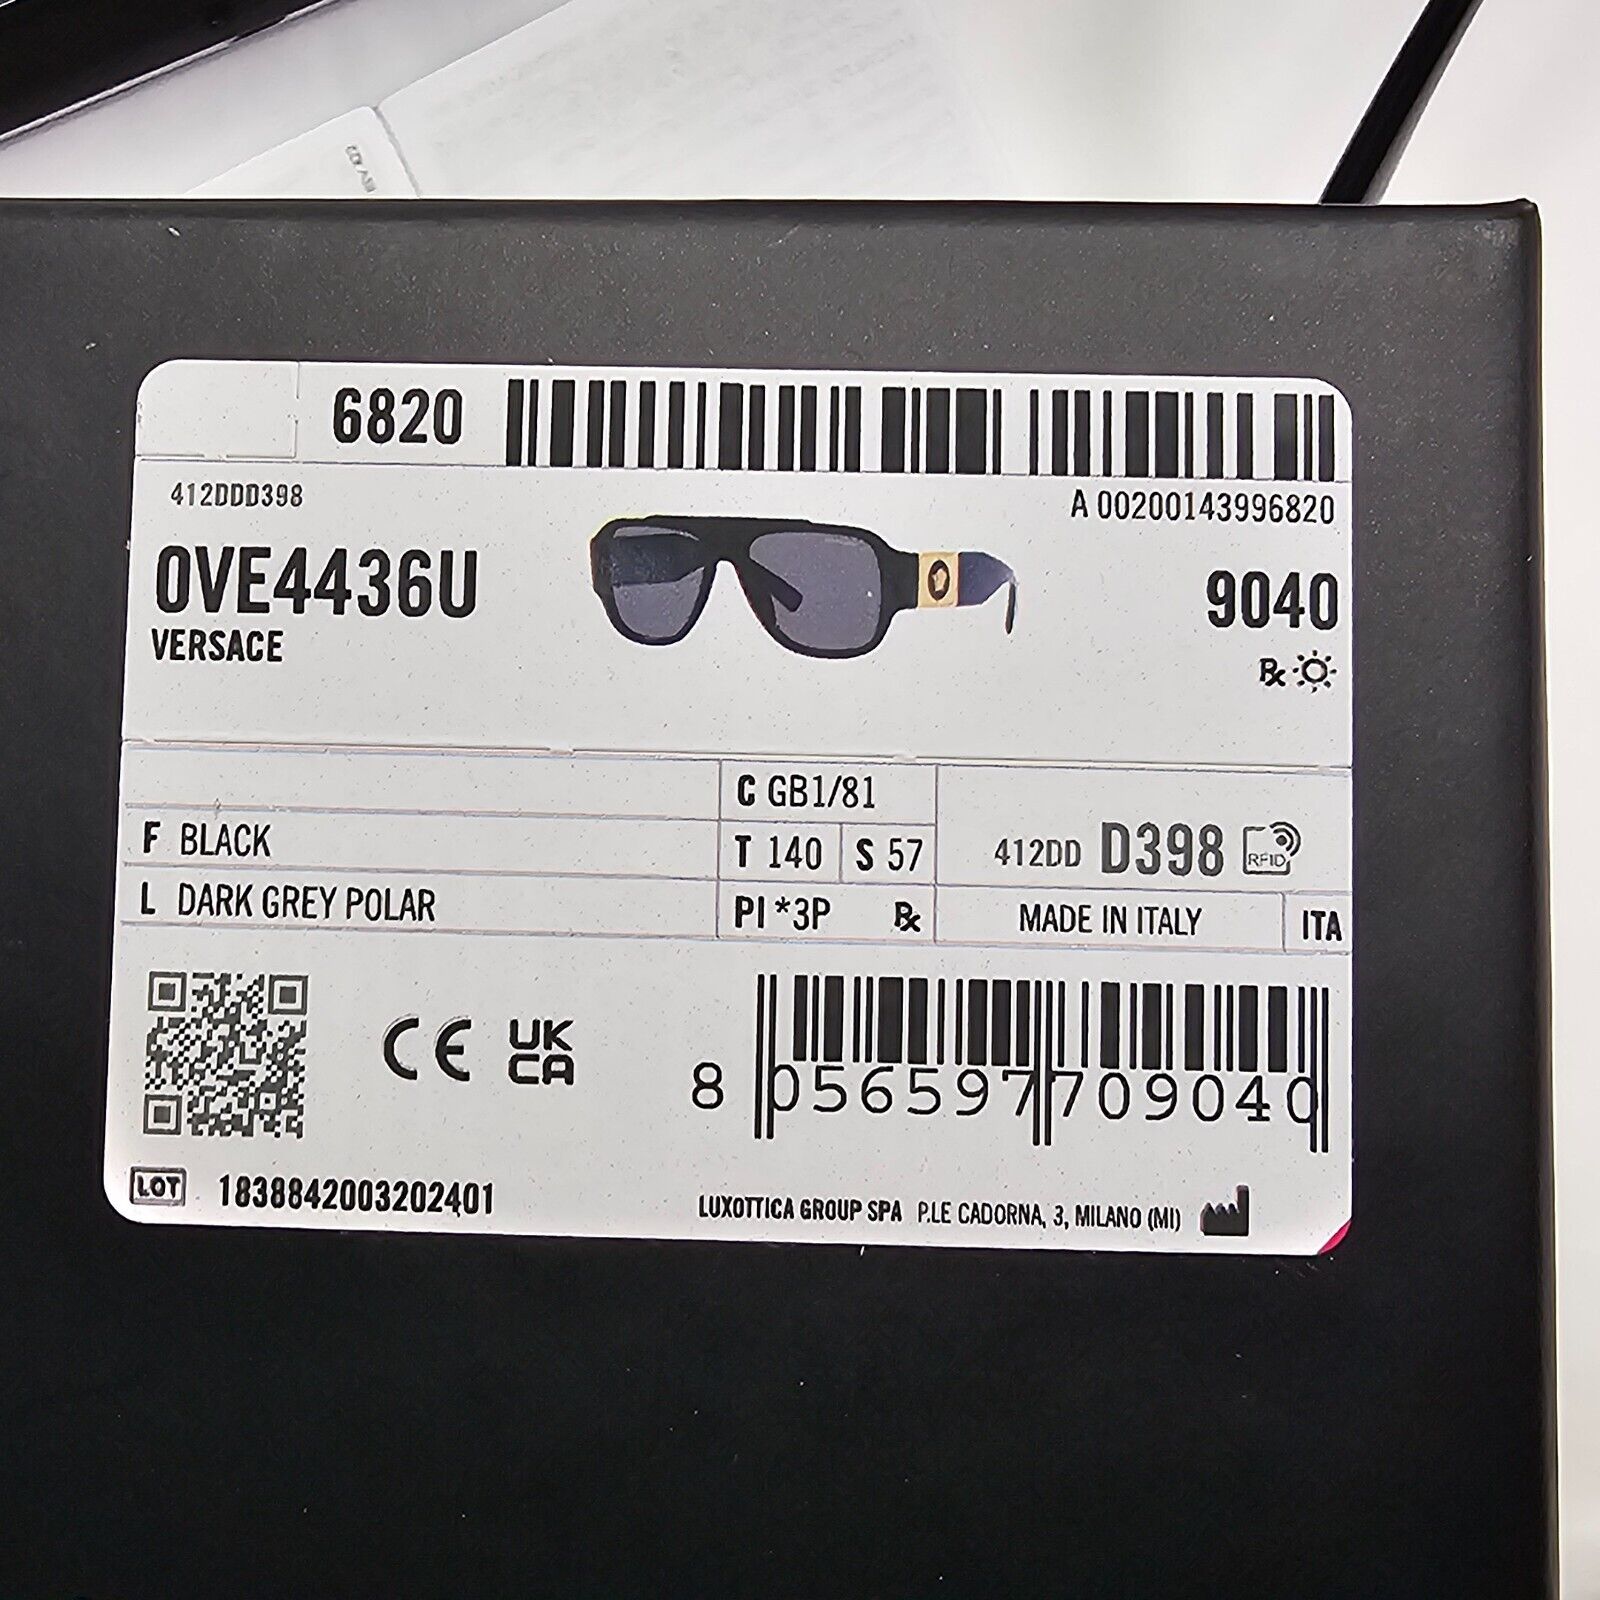 6820
412DDD398
A 00200143996820
0VE4436U
9040
VERSACE
Rx
C GB1/81
F BLACK
T 140 S 57
412DD D398 RFID
L DARK GREY POLAR
PI *3P Rx
MADE IN ITALY ITA
CE UK CA
8 056597 709040
LOT 1838842003202401
LUXOTTICA GROUP SPA P.LE CADORNA, 3, MILANO (MI)